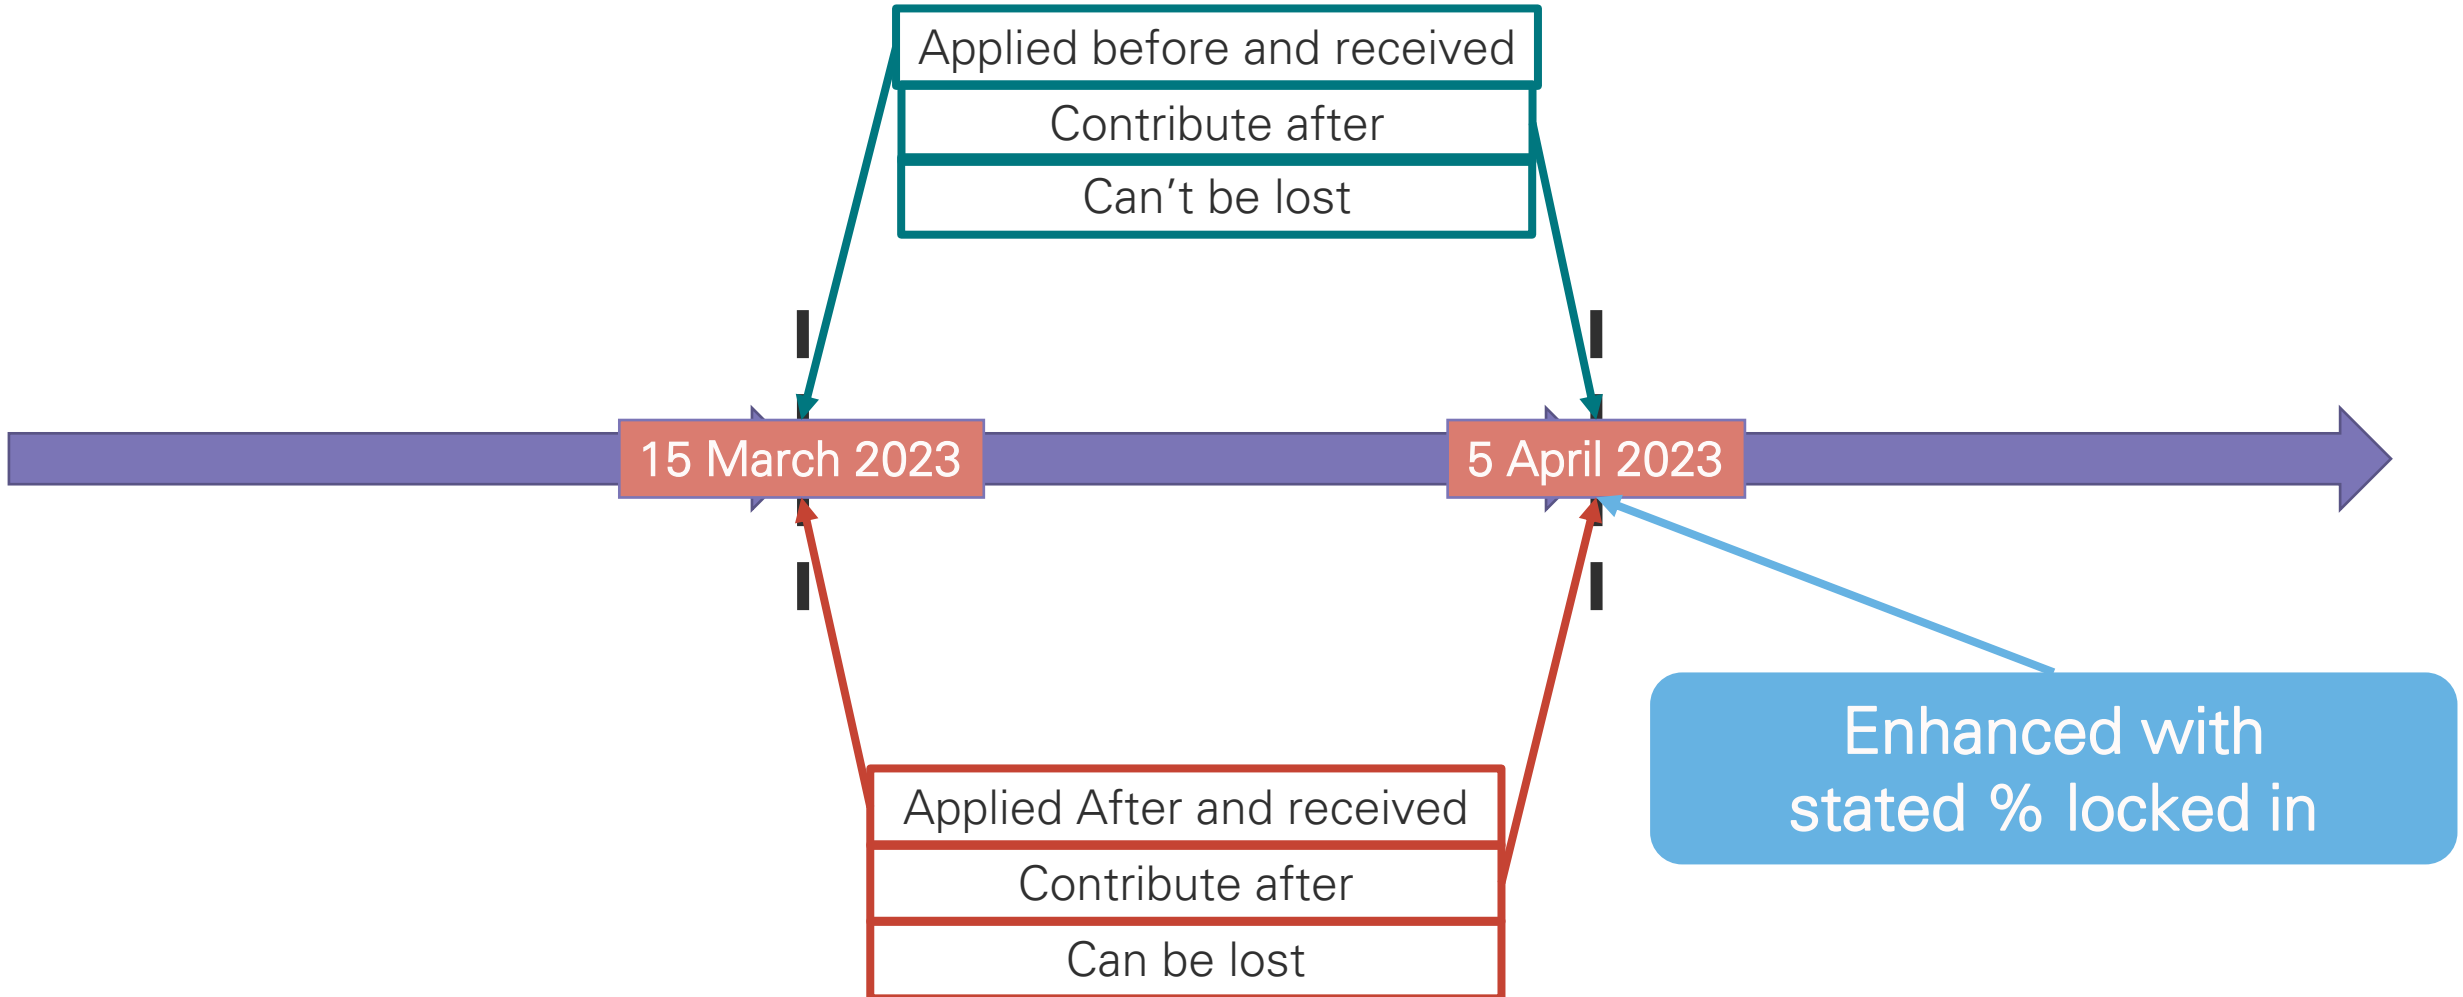 Applied before and received
Contribute after
Can’t be lost
15 March 2023
5 April 2023
Applied After and received
Contribute after
Can be lost
Enhanced with
stated % locked in